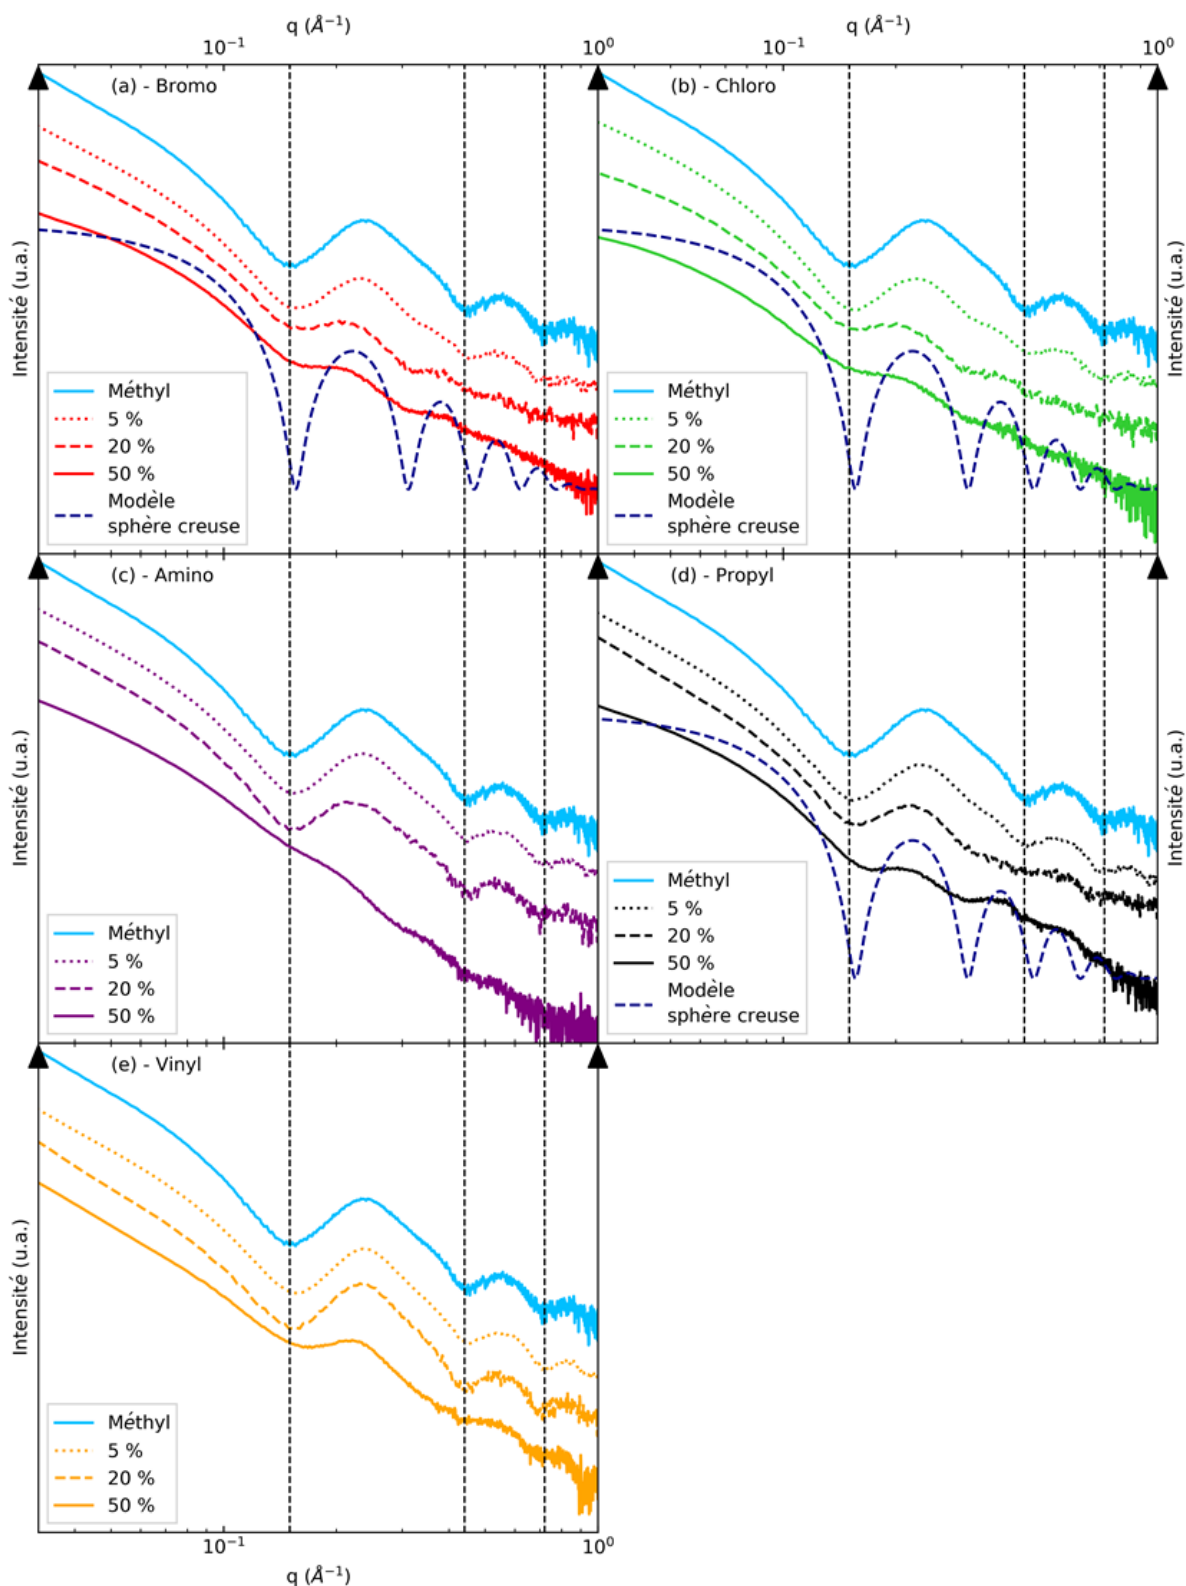 q (Å⁻¹)
q (Å⁻¹)
10⁻¹
10⁰
10⁻¹
10⁰
(a) - Bromo
Intensité (u.a.)
Méthyl
5 %
20 %
50 %
Modèle
sphère creuse
(b) - Chloro
Intensité (u.a.)
Méthyl
5 %
20 %
50 %
Modèle
sphère creuse
(c) - Amino
Intensité (u.a.)
Méthyl
5 %
20 %
50 %
(d) - Propyl
Intensité (u.a.)
Méthyl
5 %
20 %
50 %
Modèle
sphère creuse
(e) - Vinyl
Intensité (u.a.)
Méthyl
5 %
20 %
50 %
10⁻¹
10⁰
q (Å⁻¹)